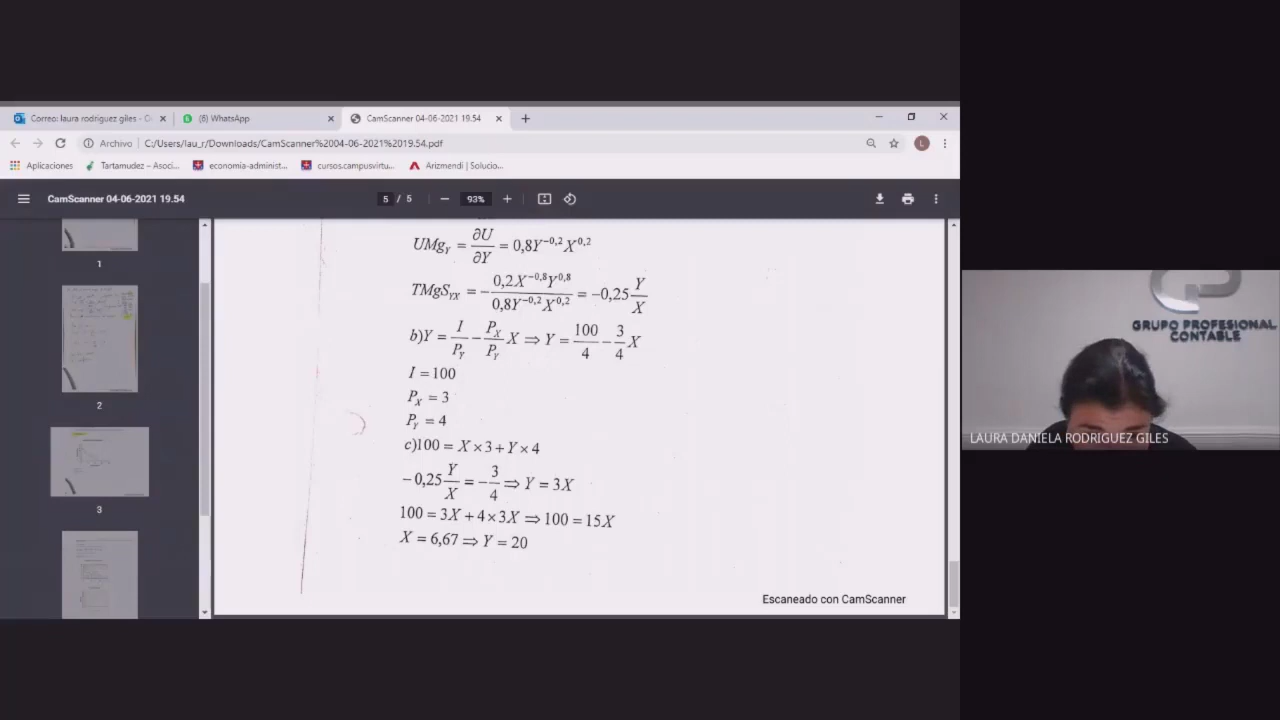 Correo: laura rodriguez giles - O
(6) WhatsApp
CamScanner 04-06-2021 19.54
Archivo
C:/Users/lau_r/Downloads/CamScanner%2004-06-2021%2019.54.pdf
L
Aplicaciones
Tartamudez – Asoci...
economia-administ...
cursos.campusvirtu...
Arizmendi | Solucio...
CamScanner 04-06-2021 19.54
5 / 5
93%
1
2
3
UMg_Y = ∂U/∂Y = 0,8Y^−0,2 X^0,2
TMgS_YX = − 0,2X^−0,8 Y^0,8 / 0,8Y^−0,2 X^0,2 = −0,25 Y/X
b)Y = I/P_Y − P_X/P_Y X ⇒ Y = 100/4 − 3/4 X
I = 100
P_X = 3
P_Y = 4
c)100 = X × 3 + Y × 4
−0,25 Y/X = − 3/4 ⇒ Y = 3X
100 = 3X + 4 × 3X ⇒ 100 = 15X
X = 6,67 ⇒ Y = 20
Escaneado con CamScanner
GRUPO PROFESIONAL
CONTABLE
LAURA DANIELA RODRIGUEZ GILES